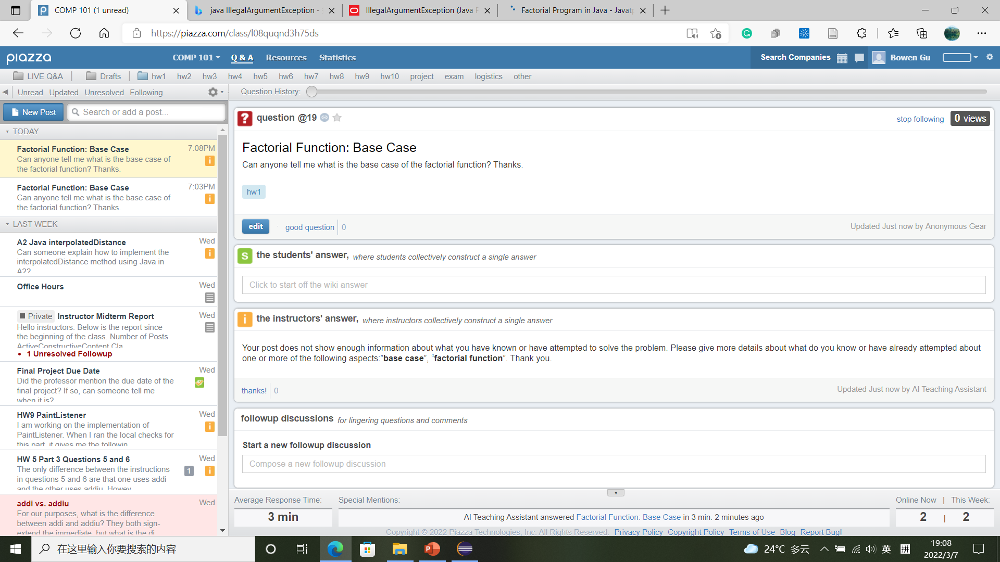 COMP 101 (1 unread)
java IllegalArgumentException -
IllegalArgumentException (Java
Factorial Program in Java - Javat
https://piazza.com/class/l08quqnd3h75ds
piazza
COMP 101
Q & A
Resources
Statistics
Search Companies
Bowen Gu
LIVE Q&A
Drafts
hw1
hw2
hw3
hw4
hw5
hw6
hw7
hw8
hw9
hw10
project
exam
logistics
other
Unread
Updated
Unresolved
Following
Question History:
New Post
Search or add a post...
TODAY
Factorial Function: Base Case 7:08PM
Can anyone tell me what is the base case of
the factorial function? Thanks.
Factorial Function: Base Case 7:03PM
Can anyone tell me what is the base case of
the factorial function? Thanks.
LAST WEEK
A2 Java interpolatedDistance Wed
Can someone explain how to implement the
interpolatedDistance method using Java in
A2?
Office Hours Wed
Private Instructor Midterm Report Wed
Hello instructors: Below is the report since
the beginning of the class. Number of Posts
ActiveConstructiveContent Cla
• 1 Unresolved Followup
Final Project Due Date Wed
Did the professor mention the due date of the
final project? If so, can someone tell me
when it is?
HW9 PaintListener Wed
I am working on the implementation of
PaintListener. When I ran the local checks for
this part, it gives me the followin
HW 5 Part 3 Questions 5 and 6 Wed
The only difference between the instructions
in questions 5 and 6 are that one uses addi
and the other uses addiu. Howev
1
addi vs. addiu Wed
For our purposes, what is the difference
between addi and addiu? They both sign-
extend the immediate, but what is the di
question @19
stop following
0 views
Factorial Function: Base Case
Can anyone tell me what is the base case of the factorial function? Thanks.
hw1
edit · good question 0
Updated Just now by Anonymous Gear
S the students' answer, where students collectively construct a single answer
Click to start off the wiki answer
i the instructors' answer, where instructors collectively construct a single answer
Your post does not show enough information about what you have known or have attempted to solve the problem. Please give more details about what do you know or have already attempted about
one or more of the following aspects:”base case”, “factorial function”. Thank you.
thanks! 0
Updated Just now by AI Teaching Assistant
followup discussions for lingering questions and comments
Start a new followup discussion
Compose a new followup discussion
Average Response Time:
3 min
Special Mentions:
AI Teaching Assistant answered Factorial Function: Base Case in 3 min. 2 minutes ago
Online Now | This Week:
2 | 2
Copyright © 2022 Piazza Technologies, Inc. All Rights Reserved. Privacy Policy Copyright Policy Terms of Use Blog Report Bug!
在这里输入你要搜索的内容
24°C 多云
英
拼
19:08
2022/3/7